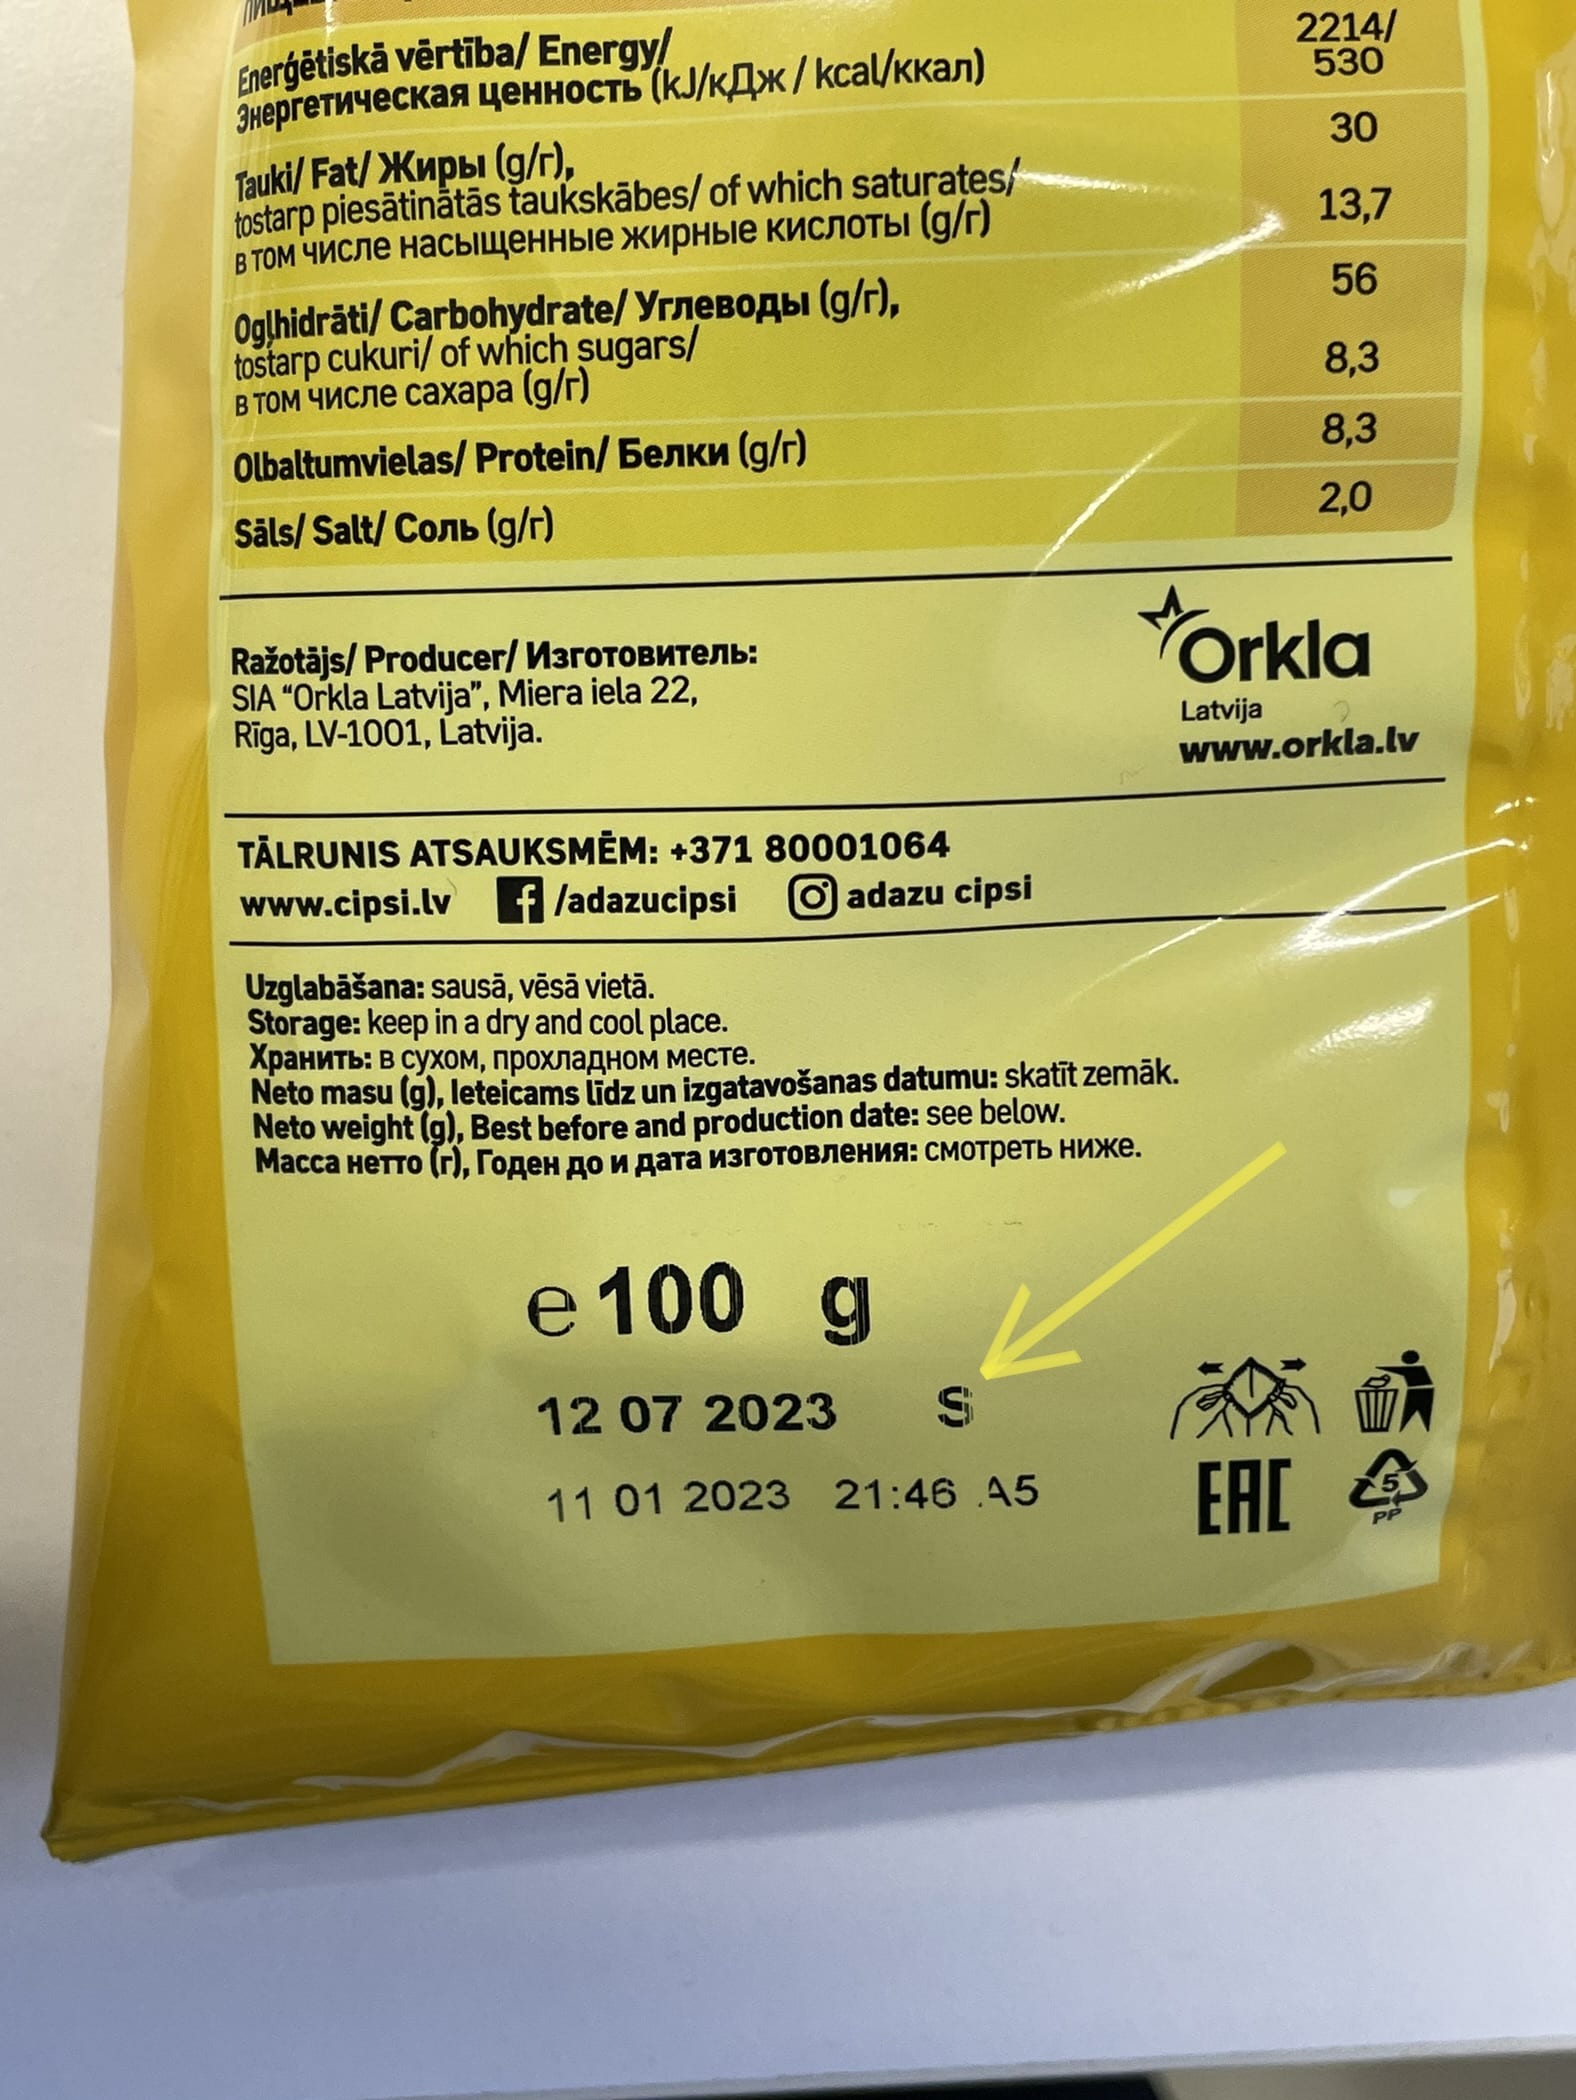 Enerģētiskā vērtība/ Energy/
Энергетическая ценность (kJ/кДж / kcal/ккал)
2214/
530
Tauki/ Fat/ Жиры (g/г),
30
tostarp piesātinātās taukskābes/ of which saturates/
в том числе насыщенные жирные кислоты (g/г)
13,7
Ogļhidrāti/ Carbohydrate/ Углеводы (g/г),
56
tostarp cukuri/ of which sugars/
в том числе сахара (g/г)
8,3
Olbaltumvielas/ Protein/ Белки (g/г)
8,3
Sāls/ Salt/ Соль (g/г)
2,0
Ražotājs/ Producer/ Изготовитель:
SIA “Orkla Latvija”, Miera iela 22,
Rīga, LV-1001, Latvija.
Orkla
Latvija
www.orkla.lv
TĀLRUNIS ATSAUKSMĒM: +371 80001064
www.cipsi.lv f /adazucipsi adazu cipsi
Uzglabāšana: sausā, vēsā vietā.
Storage: keep in a dry and cool place.
Хранить: в сухом, прохладном месте.
Neto masu (g), Ieteicams līdz un izgatavošanas datumu: skatīt zemāk.
Neto weight (g), Best before and production date: see below.
Масса нетто (г), Годен до и дата изготовления: смотреть ниже.
e 100 g
12 07 2023 S
11 01 2023 21:46 .A5
EAC
5
PP